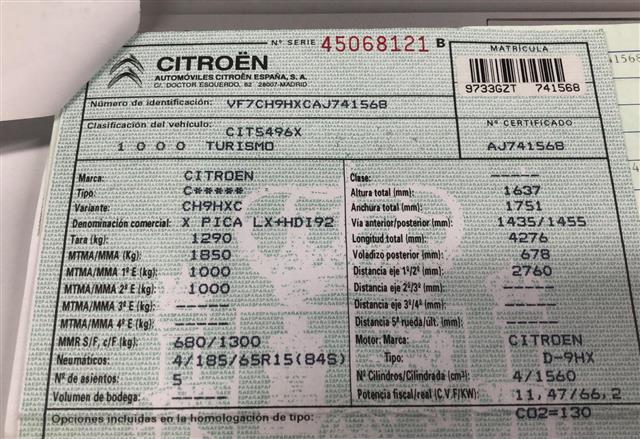 Nº SERIE 45068121 B
CITROËN
AUTOMÓVILES CITROËN ESPAÑA, S. A.
C/. DOCTOR ESQUERDO, 62 28007-MADRID
MATRÍCULA
9733GZT 741568
Número de identificación: VF7CH9HXCAJ741568
Clasificación del vehículo: CIT5496X
1000 TURISMO
Nº CERTIFICADO
AJ741568
Marca: CITROEN
Tipo: C*****
Variante: CH9HXC
Denominación comercial: X PICA LX+HDI92
Tara (kg): 1290
MTMA/MMA (Kg): 1850
MTMA/MMA 1º E (kg): 1000
MTMA/MMA 2º E (kg): 1000
MTMA/MMA 3º E (kg): -----
MTMA/MMA 4º E (kg): -----
MMR S/F, c/F (kg): 680/1300
Neumáticos: 4/185/65R15(84S)
Nº de asientos: 5
Volumen de bodega: -----
Clase: -----
Altura total (mm): 1637
Anchura total (mm): 1751
Vía anterior/posterior (mm): 1435/1455
Longitud total (mm): 4276
Voladizo posterior (mm): 678
Distancia eje 1º/2º (mm): 2760
Distancia eje 2º/3º (mm): -----
Distancia eje 3º/4º (mm): -----
Distancia 5ª rueda/últ. (mm): -----
Motor: Marca: CITROEN
Tipo: D-9HX
Nº Cilindros/Cilindrada (cm³): 4/1560
Potencia fiscal/real (C.V.F/KW): 11,47/66,2
Opciones incluidas en la homologación de tipo: CO2=130